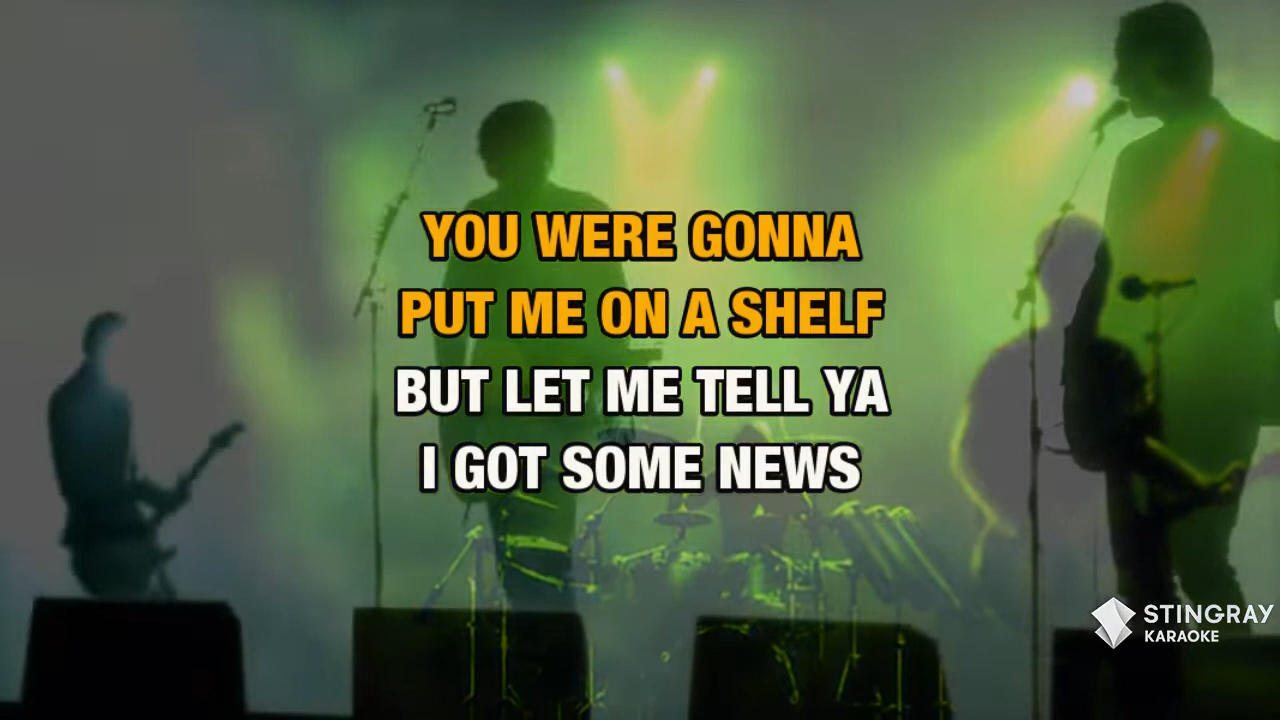 YOU WERE GONNA
PUT ME ON A SHELF
BUT LET ME TELL YA
I GOT SOME NEWS
STINGRAY
KARAOKE